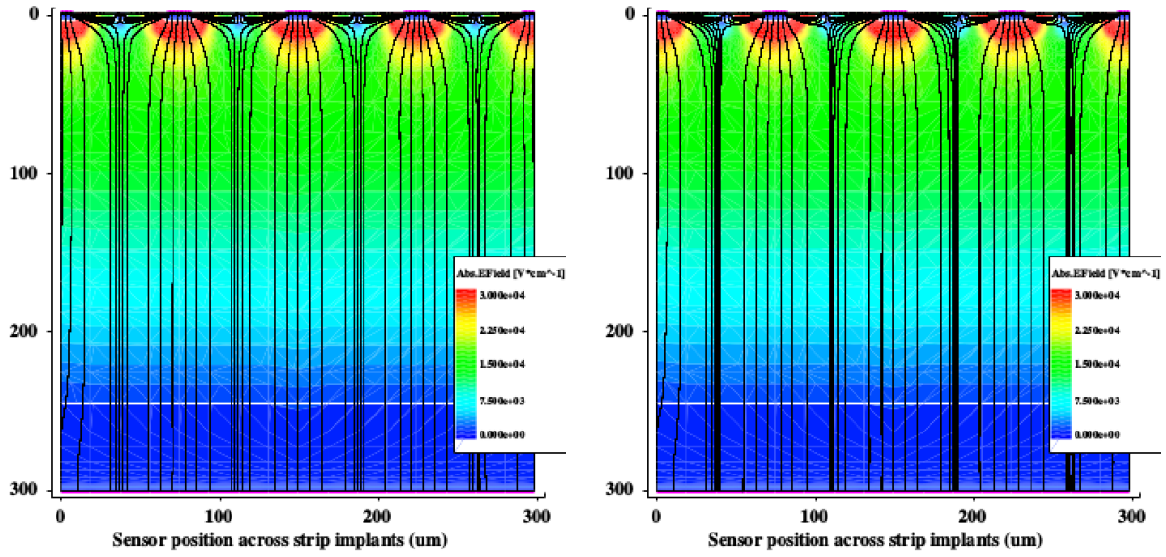 0
100
200
300
0
100
200
300
Sensor position across strip implants (um)
Abs.EField [V*cm^-1]
3.000e+04
2.250e+04
1.500e+04
7.500e+03
0.000e+00
0
100
200
300
0
100
200
300
Sensor position across strip implants (um)
Abs.EField [V*cm^-1]
3.000e+04
2.250e+04
1.500e+04
7.500e+03
0.000e+00